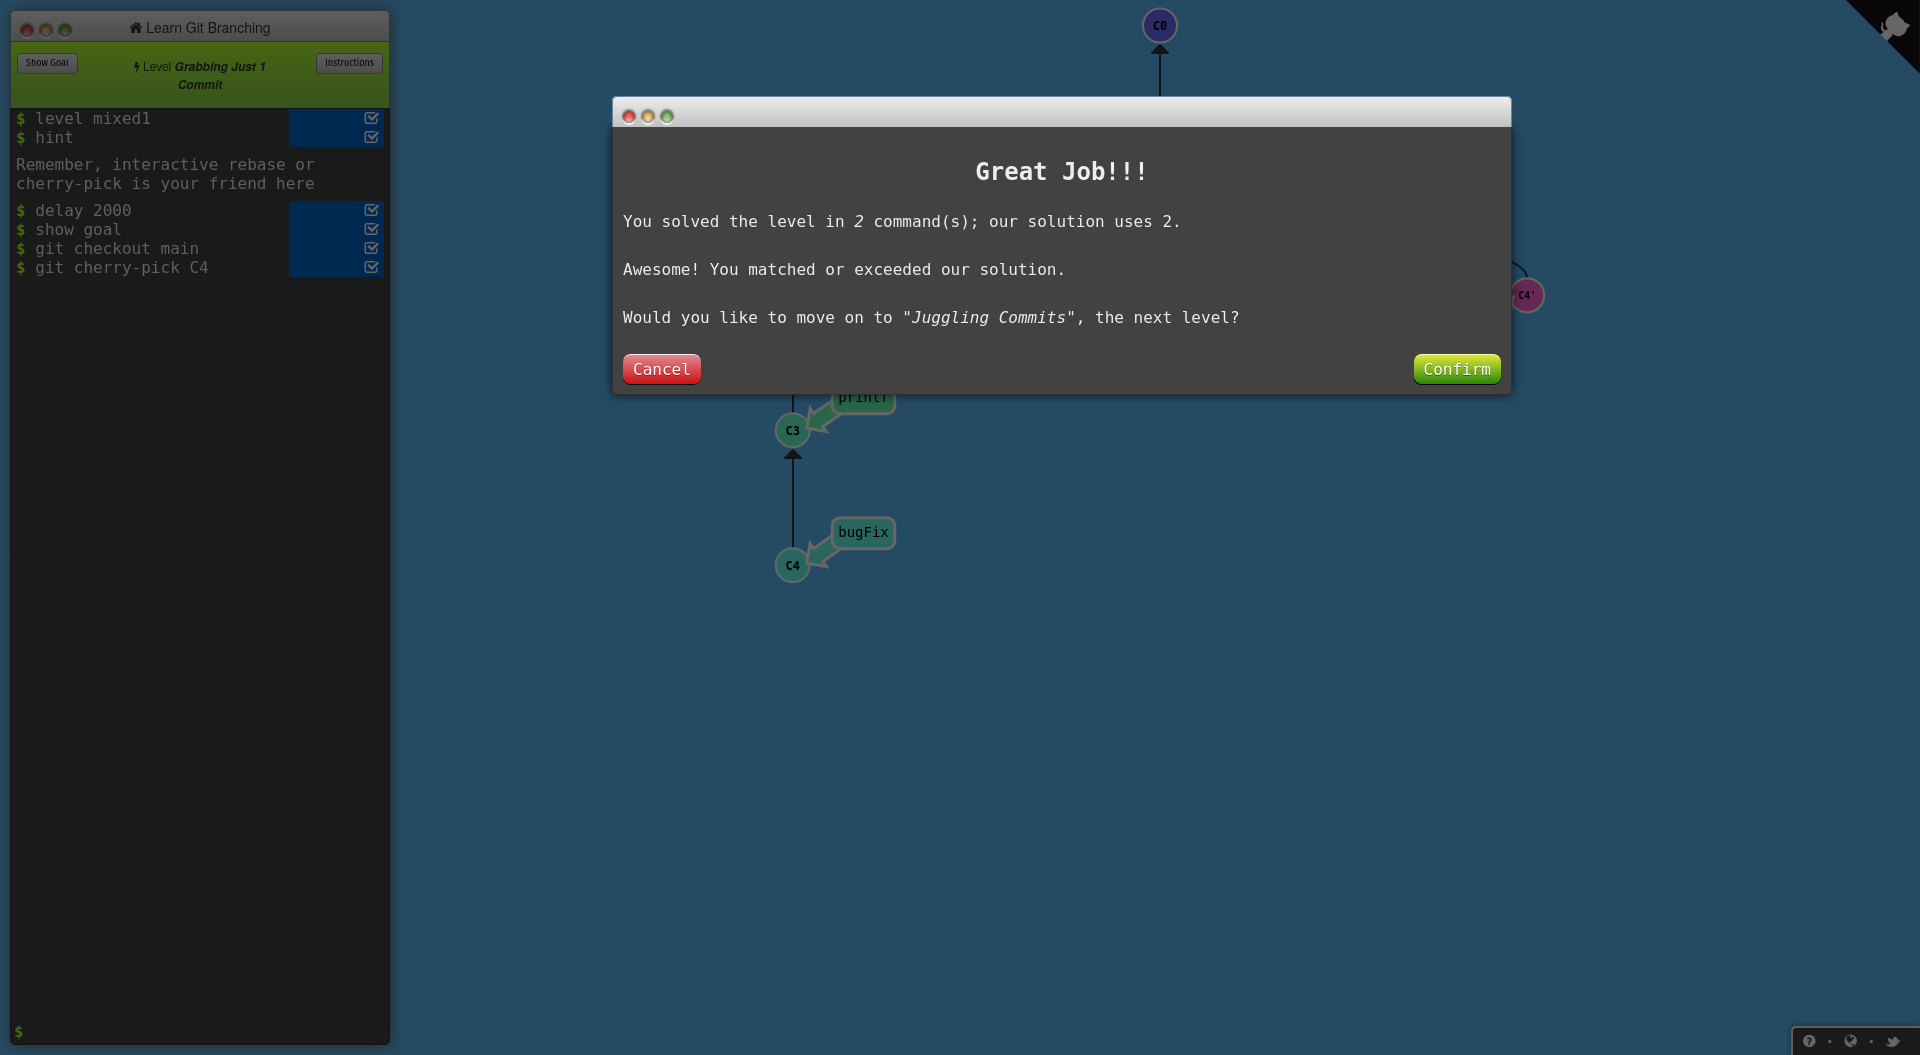 Learn Git Branching
Show Goal
Level Grabbing Just 1
Commit
Instructions
$ level mixed1
$ hint
Remember, interactive rebase or
cherry-pick is your friend here
$ delay 2000
$ show goal
$ git checkout main
$ git cherry-pick C4
$
C0
Great Job!!!
You solved the level in 2 command(s); our solution uses 2.
Awesome! You matched or exceeded our solution.
Would you like to move on to "Juggling Commits", the next level?
Cancel
Confirm
C4'
printf
C3
bugFix
C4